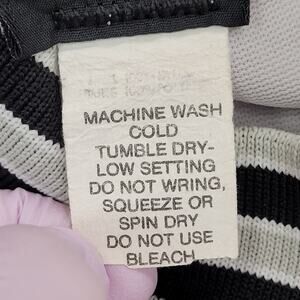 MACHINE WASH
COLD
TUMBLE DRY-
LOW SETTING
DO NOT WRING,
SQUEEZE OR
SPIN DRY
DO NOT USE
BLEACH